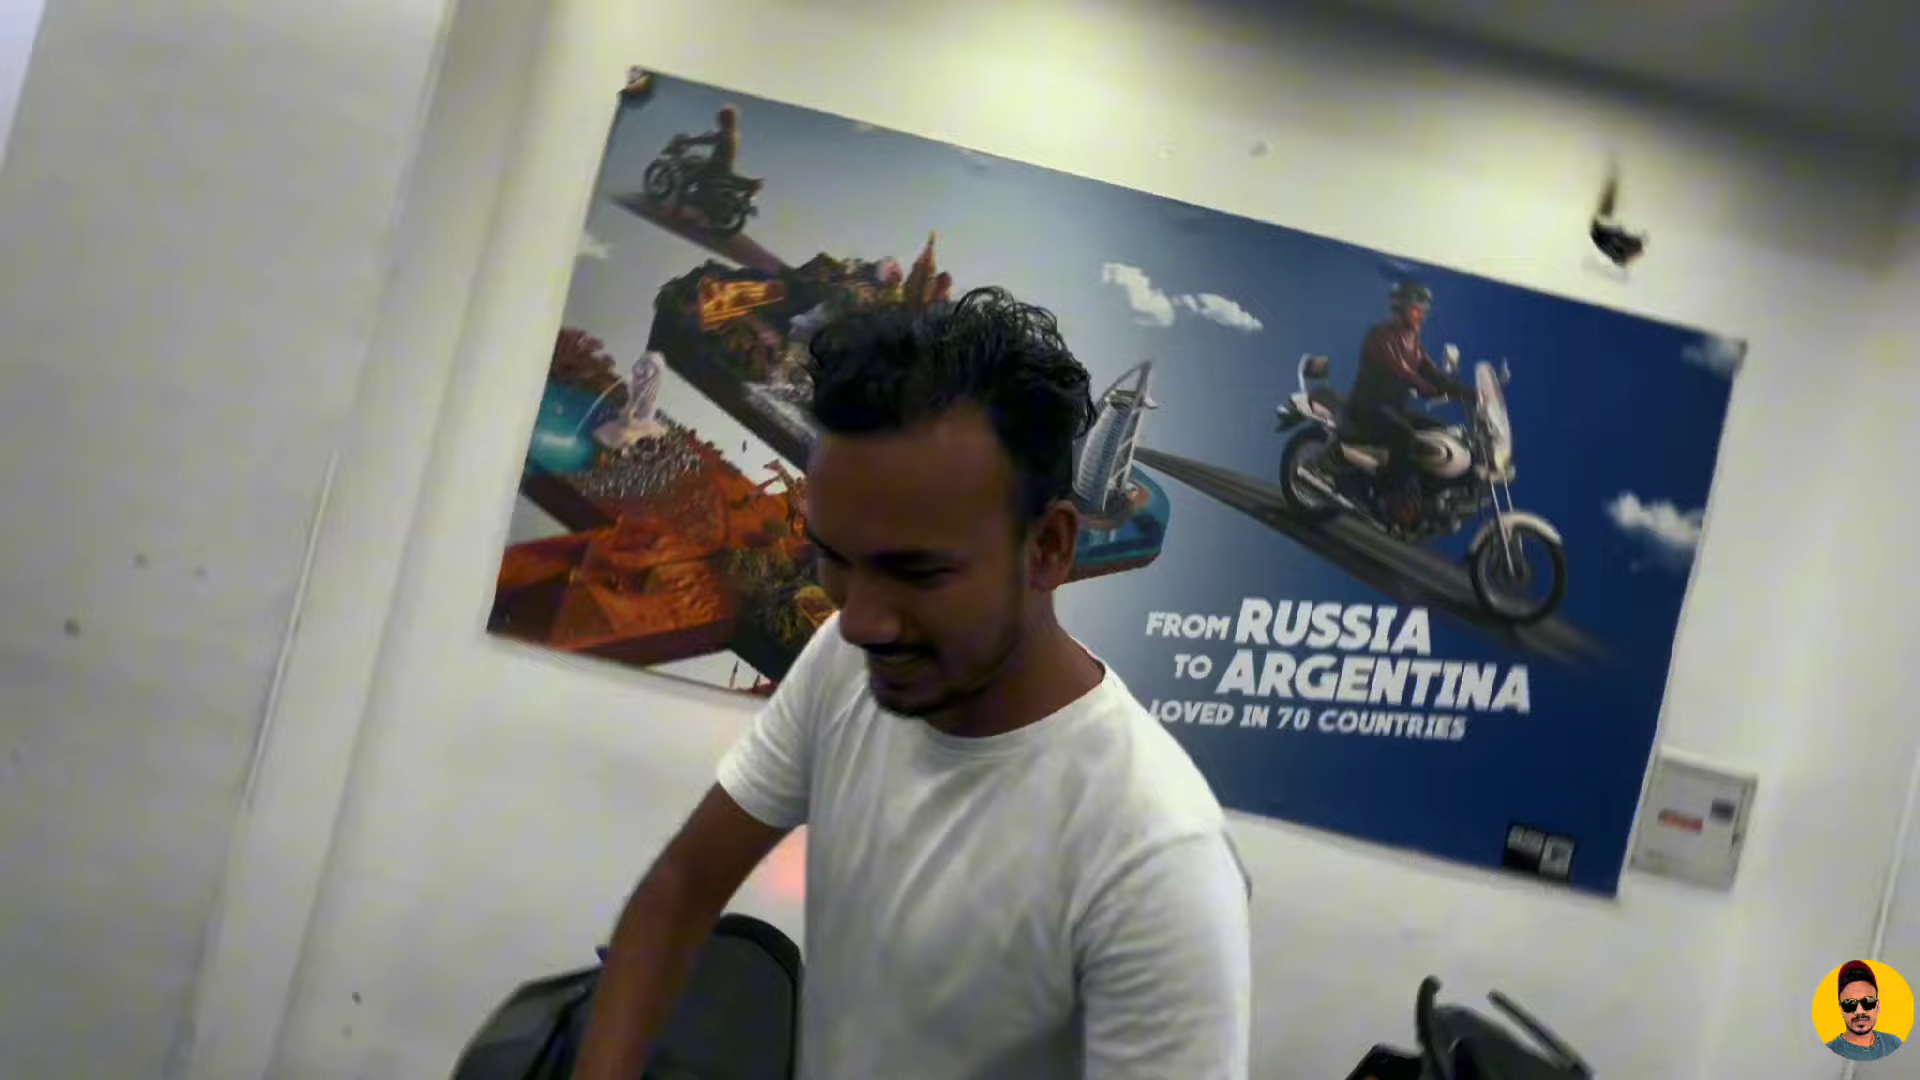 FROM RUSSIA
TO ARGENTINA
LOVED IN 70 COUNTRIES